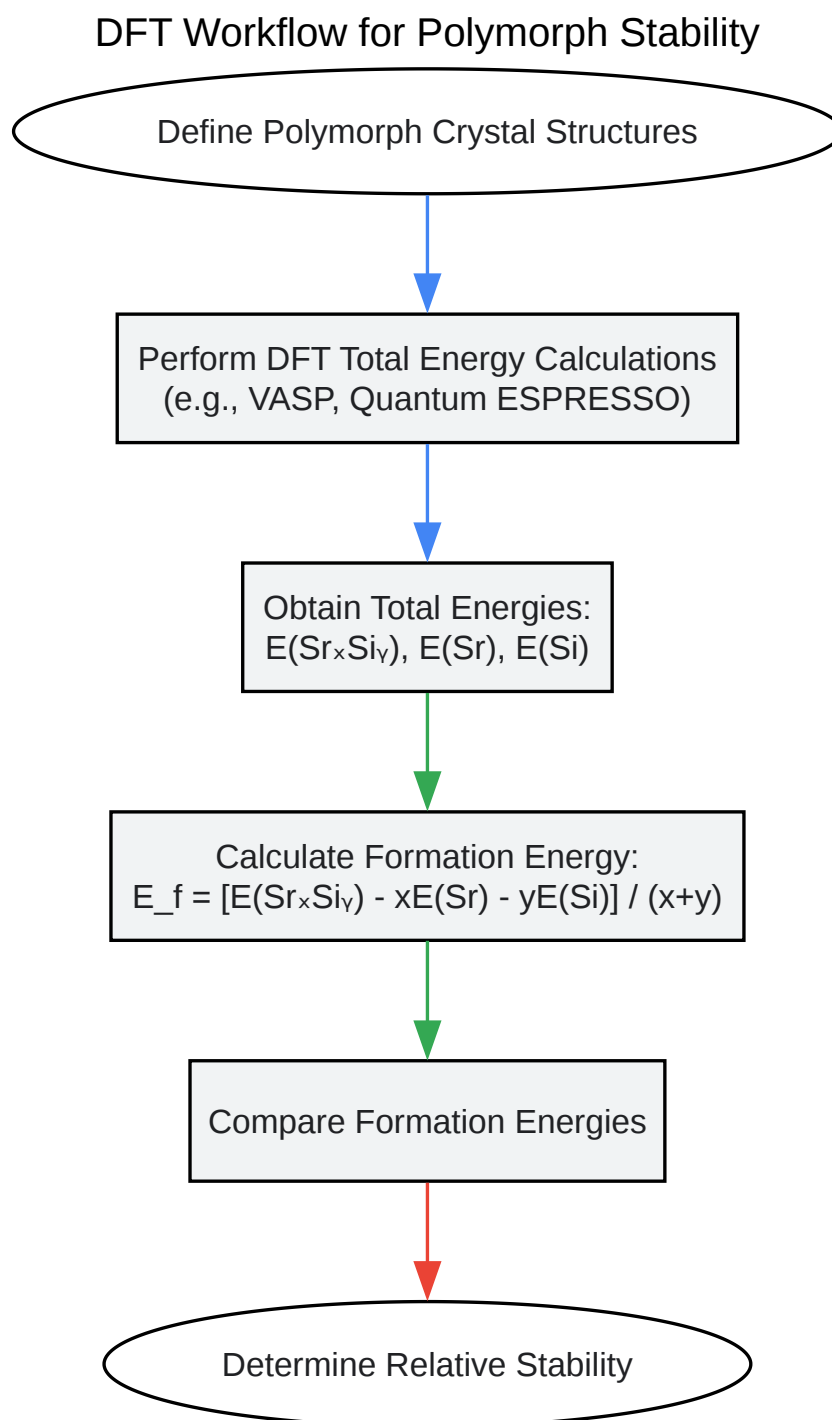 DFT Workflow for Polymorph Stability
Define Polymorph Crystal Structures
Perform DFT Total Energy Calculations
(e.g., VASP, Quantum ESPRESSO)
Obtain Total Energies:
E(SrₓSiᵧ), E(Sr), E(Si)
Calculate Formation Energy:
E_f = [E(SrₓSiᵧ) - xE(Sr) - yE(Si)] / (x+y)
Compare Formation Energies
Determine Relative Stability